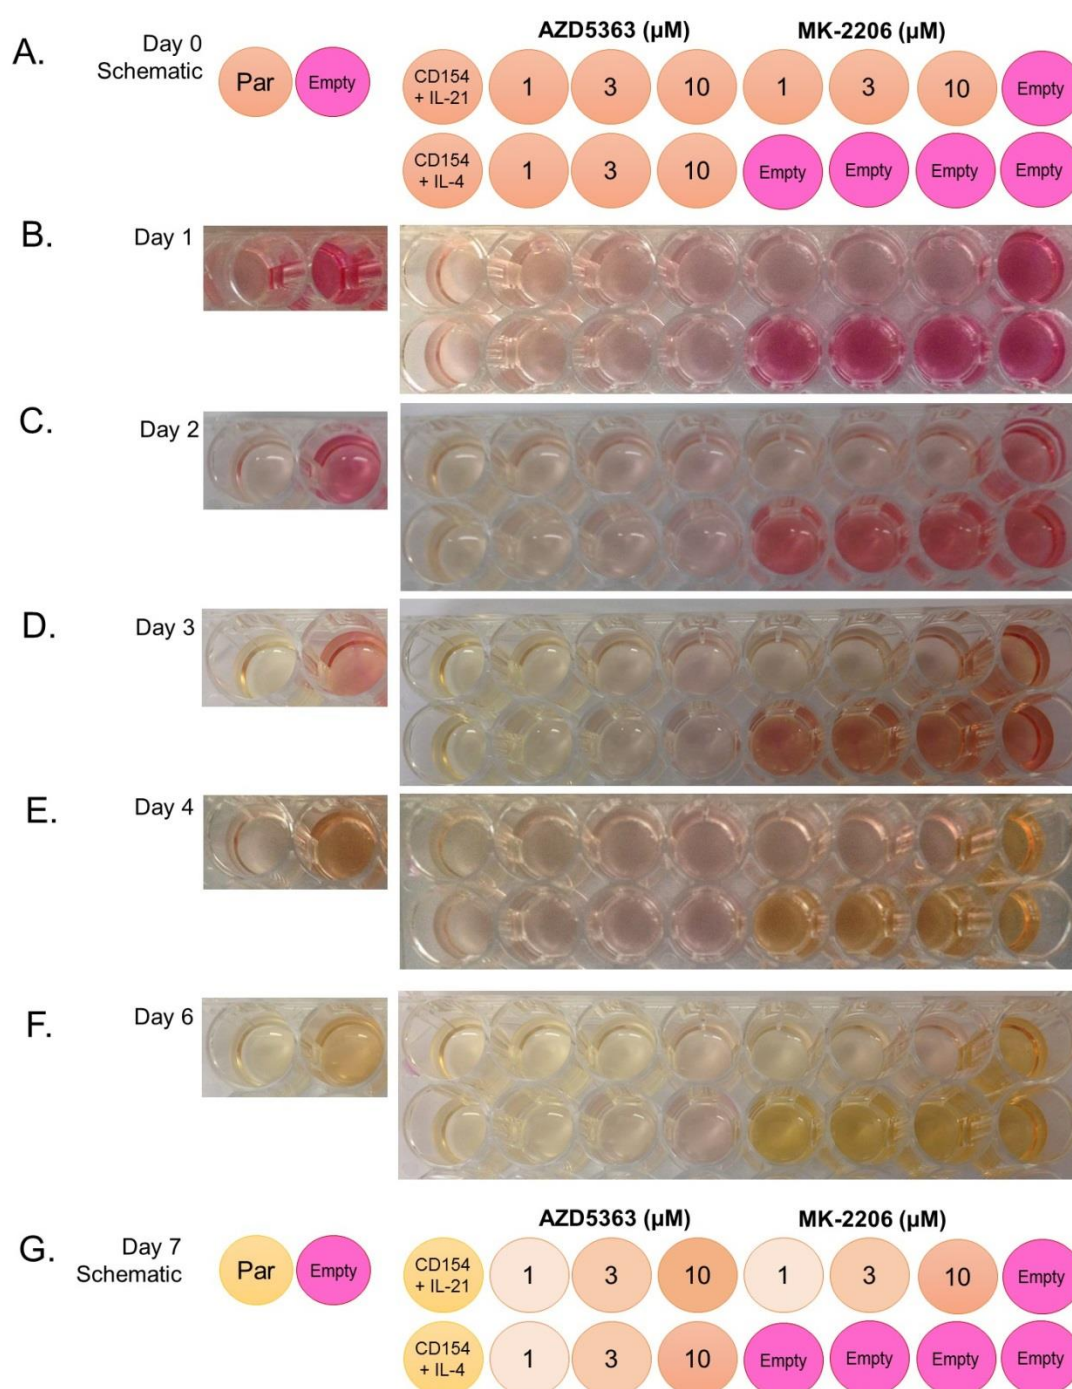 A.
Day 0
Schematic
Par
Empty
AZD5363 (µM)
MK-2206 (µM)
CD154
+ IL-21
1
3
10
1
3
10
Empty
CD154
+ IL-4
1
3
10
Empty
Empty
Empty
Empty
B.
Day 1
C.
Day 2
D.
Day 3
E.
Day 4
F.
Day 6
G.
Day 7
Schematic
Par
Empty
AZD5363 (µM)
MK-2206 (µM)
CD154
+ IL-21
1
3
10
1
3
10
Empty
CD154
+ IL-4
1
3
10
Empty
Empty
Empty
Empty